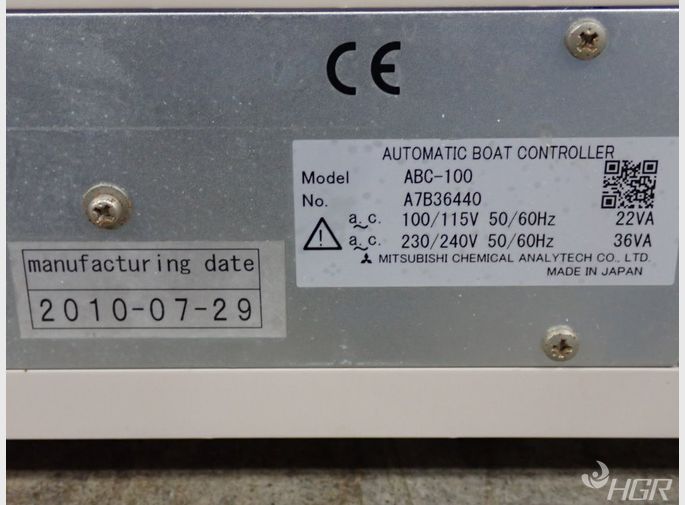 CE
AUTOMATIC BOAT CONTROLLER
Model ABC-100
No. A7B36440
a.c. 100/115V 50/60Hz 22VA
a.c. 230/240V 50/60Hz 36VA
MITSUBISHI CHEMICAL ANALYTECH CO., LTD.
MADE IN JAPAN
manufacturing date
2010-07-29
HGR